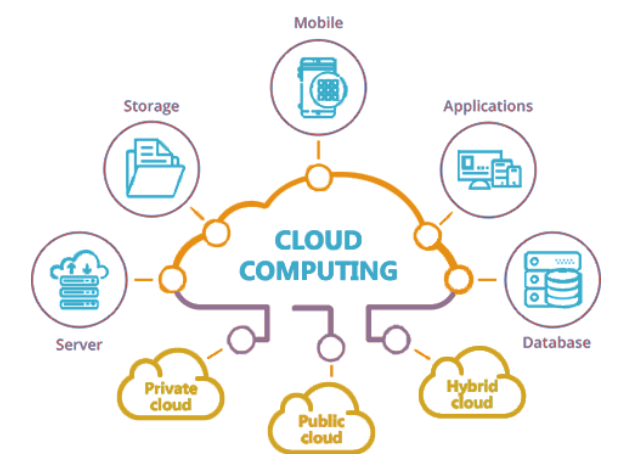 Mobile
Storage
Applications
CLOUD
COMPUTING
Server
Database
Private
cloud
Public
cloud
Hybrid
cloud